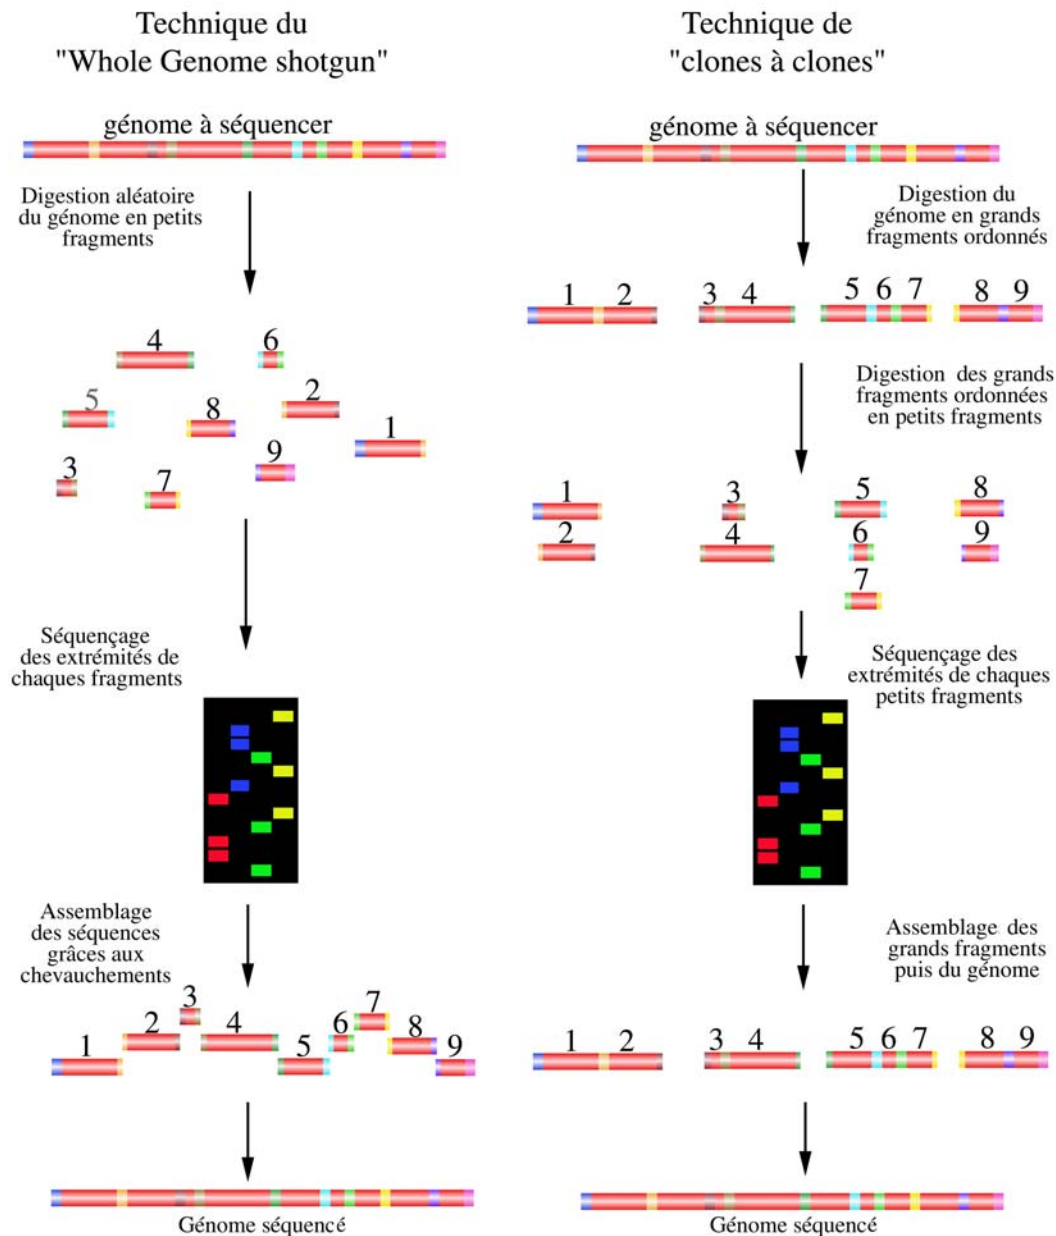 Technique du
"Whole Genome shotgun"
génome à séquencer
Digestion aléatoire
du génome en petits
fragments
4
6
5
2
8
1
9
3
7
Séquençage
des extrémités de
chaques fragments
Assemblage
des séquences
grâces aux
chevauchements
3
7
2
4
6
8
1
5
9
Génome séquencé
Technique de
"clones à clones"
génome à séquencer
Digestion du
génome en grands
fragments ordonnés
1 2 3 4 5 6 7 8 9
Digestion des grands
fragments ordonnées
en petits fragments
1 3 5 8
2 4 6 9
7
Séquençage des
extrémités de chaques
petits fragments
Assemblage des
grands fragments
puis du génome
1 2 3 4 5 6 7 8 9
Génome séquencé